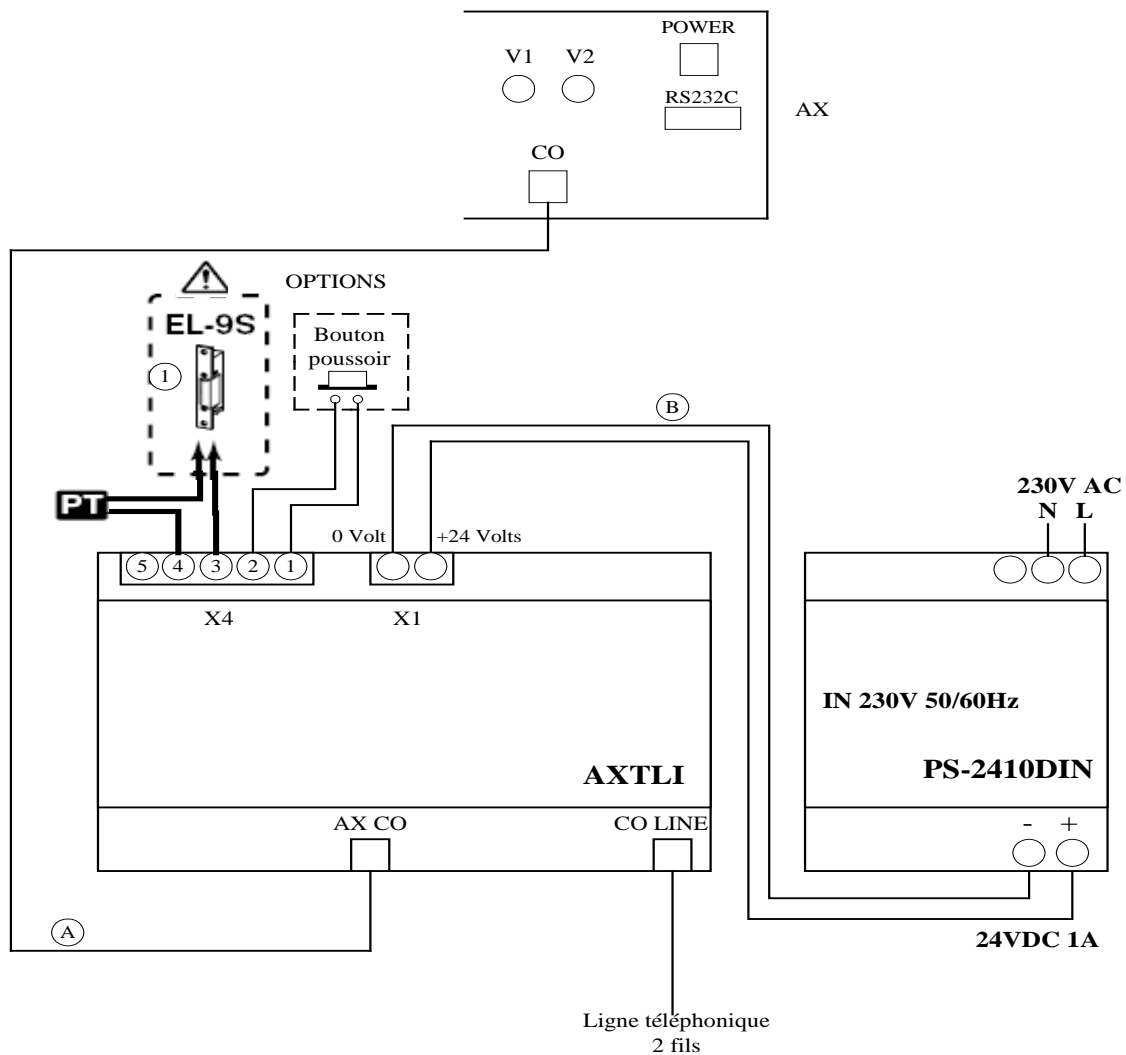 POWER
V1 V2
RS232C
AX
CO
OPTIONS
EL-9S
1
Bouton
poussoir
B
PT
230V AC
N L
0 Volt +24 Volts
5 4 3 2 1
X4 X1
IN 230V 50/60Hz
AXTLI
PS-2410DIN
AX CO CO LINE
- +
A
24VDC 1A
Ligne téléphonique
2 fils